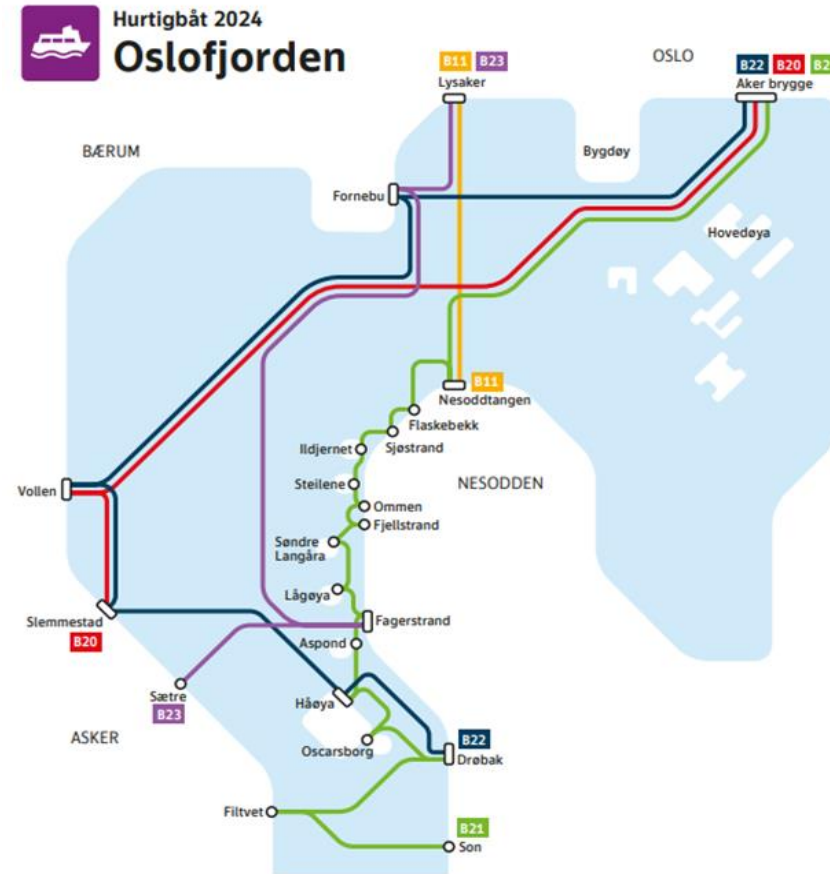 Hurtigbåt 2024
Oslofjorden
B11 B23
Lysaker
OSLO
B22 B20 B2
Aker brygge
BÆRUM
Bygdøy
Fornebu
Hovedøya
B11
Nesoddtangen
Flaskebekk
Sjøstrand
Ildjernet
Steilene
NESODDEN
Vollen
Ommen
Fjellstrand
Søndre
Langåra
Lågøya
Slemmestad
B20
Fagerstrand
Aspond
Sætre
B23
Håøya
ASKER
Oscarsborg
B22
Drøbak
Filtvet
B21
Son